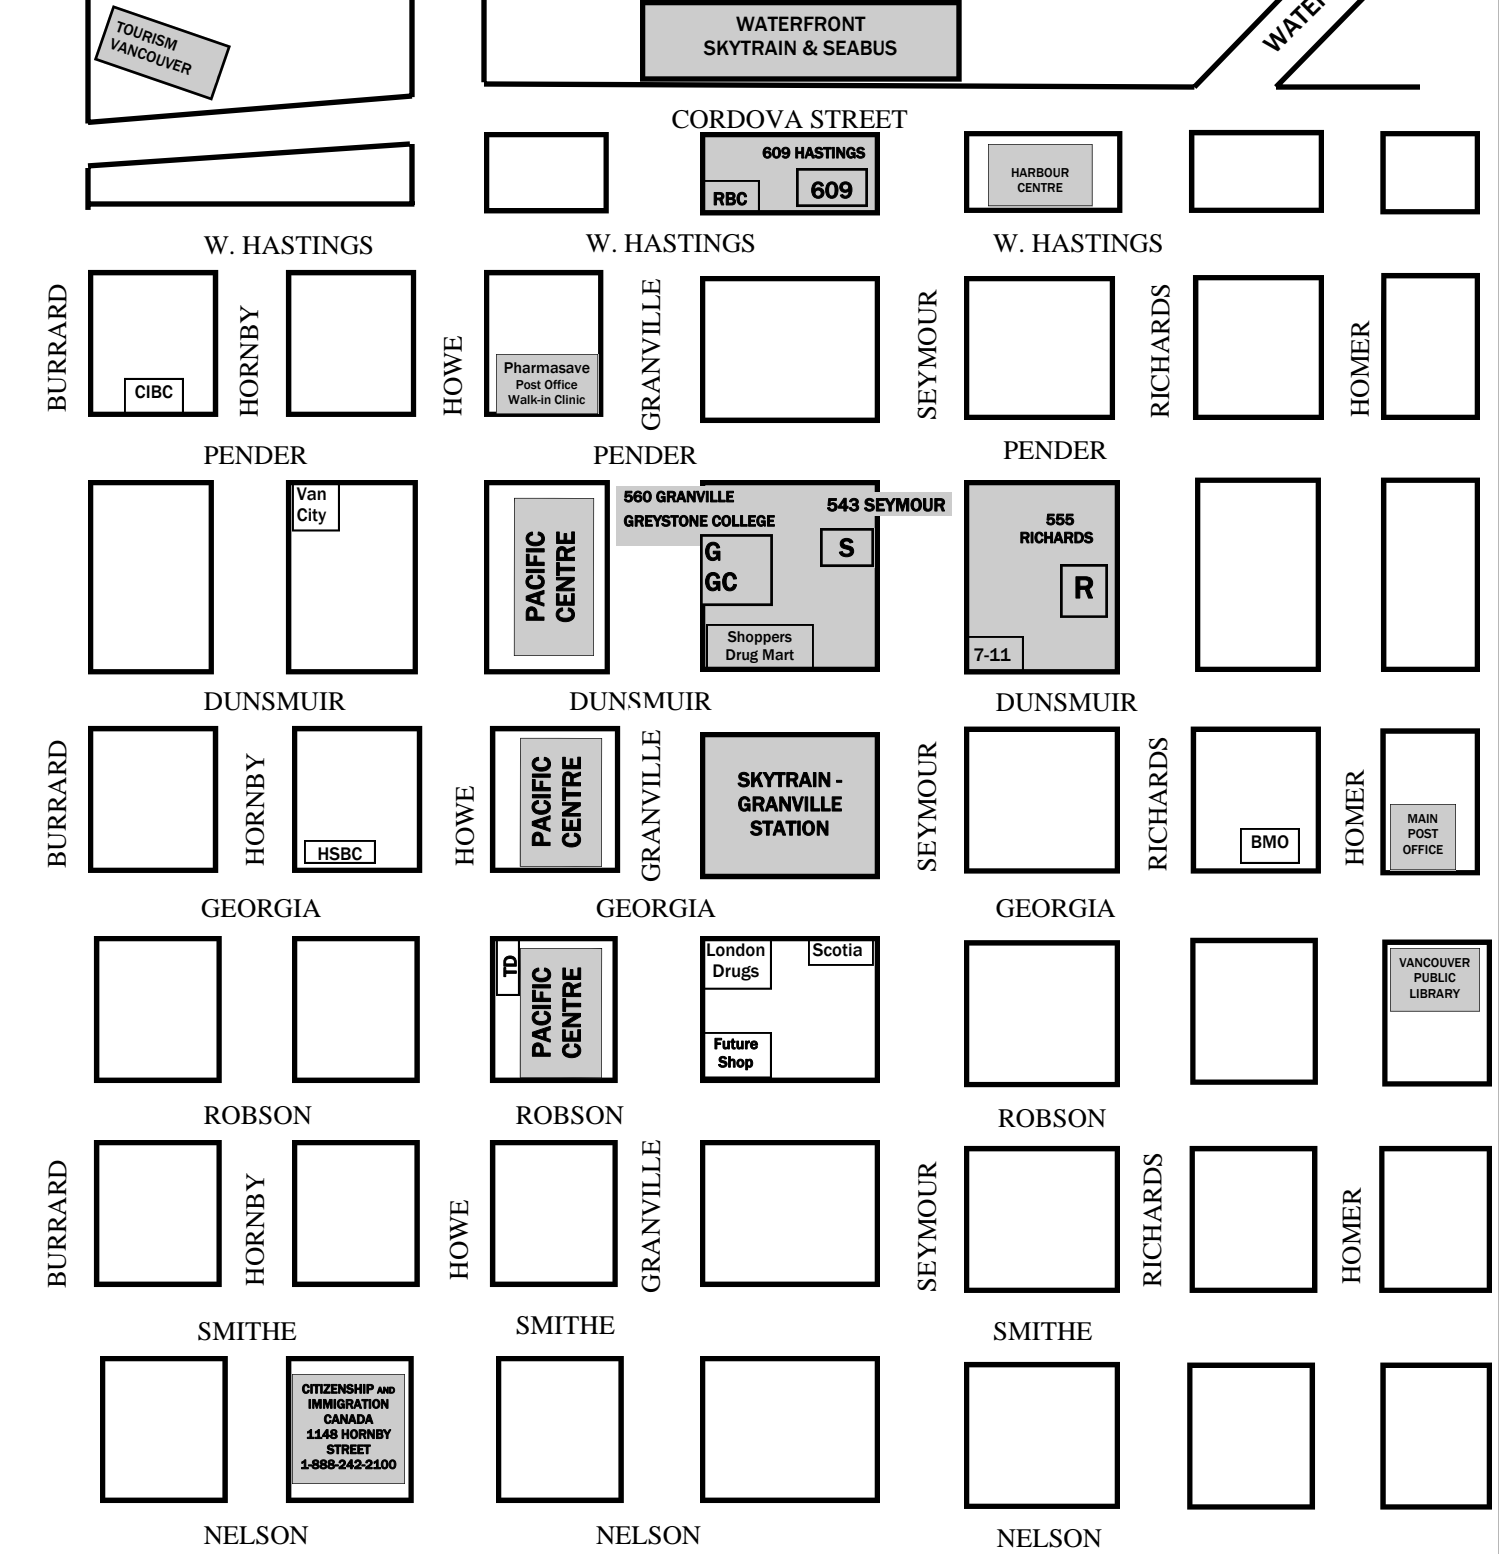 TOURISM
VANCOUVER
WATERFRONT
SKYTRAIN & SEABUS
CORDOVA STREET
609 HASTINGS
RBC
609
HARBOUR
CENTRE
W. HASTINGS
W. HASTINGS
W. HASTINGS
BURRARD
HORNBY
HOWE
GRANVILLE
SEYMOUR
RICHARDS
HOMER
CIBC
Pharmasave
Post Office
Walk-in Clinic
PENDER
PENDER
PENDER
Van
City
PACIFIC
CENTRE
560 GRANVILLE
GREYSTONE COLLEGE
543 SEYMOUR
G
GC
S
Shoppers
Drug Mart
555
RICHARDS
R
7-11
DUNSMUIR
DUNSMUIR
DUNSMUIR
BURRARD
HORNBY
HOWE
GRANVILLE
SEYMOUR
RICHARDS
HOMER
HSBC
PACIFIC
CENTRE
SKYTRAIN -
GRANVILLE
STATION
BMO
MAIN
POST
OFFICE
GEORGIA
GEORGIA
GEORGIA
TD
PACIFIC
CENTRE
London
Drugs
Scotia
Future
Shop
VANCOUVER
PUBLIC
LIBRARY
ROBSON
ROBSON
ROBSON
BURRARD
HORNBY
HOWE
GRANVILLE
SEYMOUR
RICHARDS
HOMER
SMITHE
SMITHE
SMITHE
CITIZENSHIP AND
IMMIGRATION
CANADA
1148 HORNBY
STREET
1-888-242-2100
NELSON
NELSON
NELSON